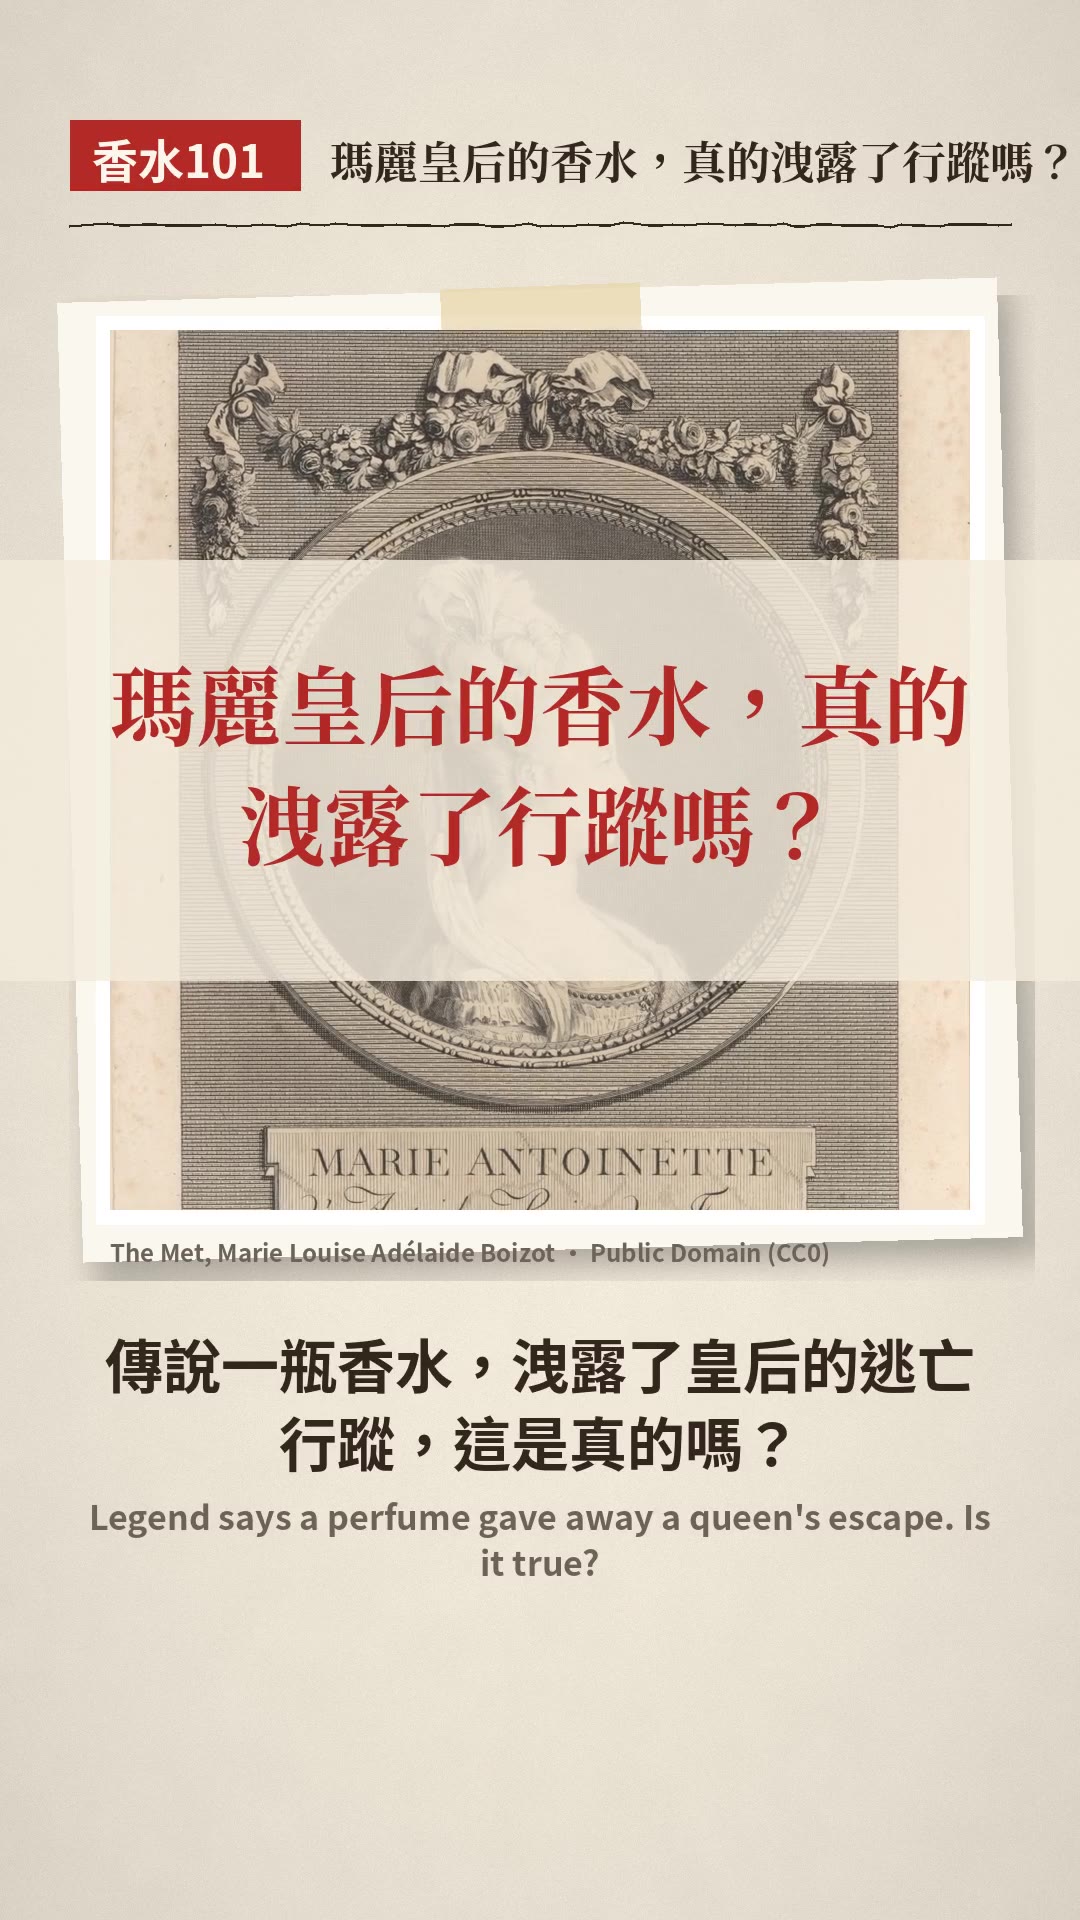 香水101
瑪麗皇后的香水，真的洩露了行蹤嗎？
瑪麗皇后的香水，真的
洩露了行蹤嗎？
MARIE ANTOINETTE
The Met, Marie Louise Adélaide Boizot ・ Public Domain (CC0)
傳說一瓶香水，洩露了皇后的逃亡
行蹤，這是真的嗎？
Legend says a perfume gave away a queen's escape. Is
it true?